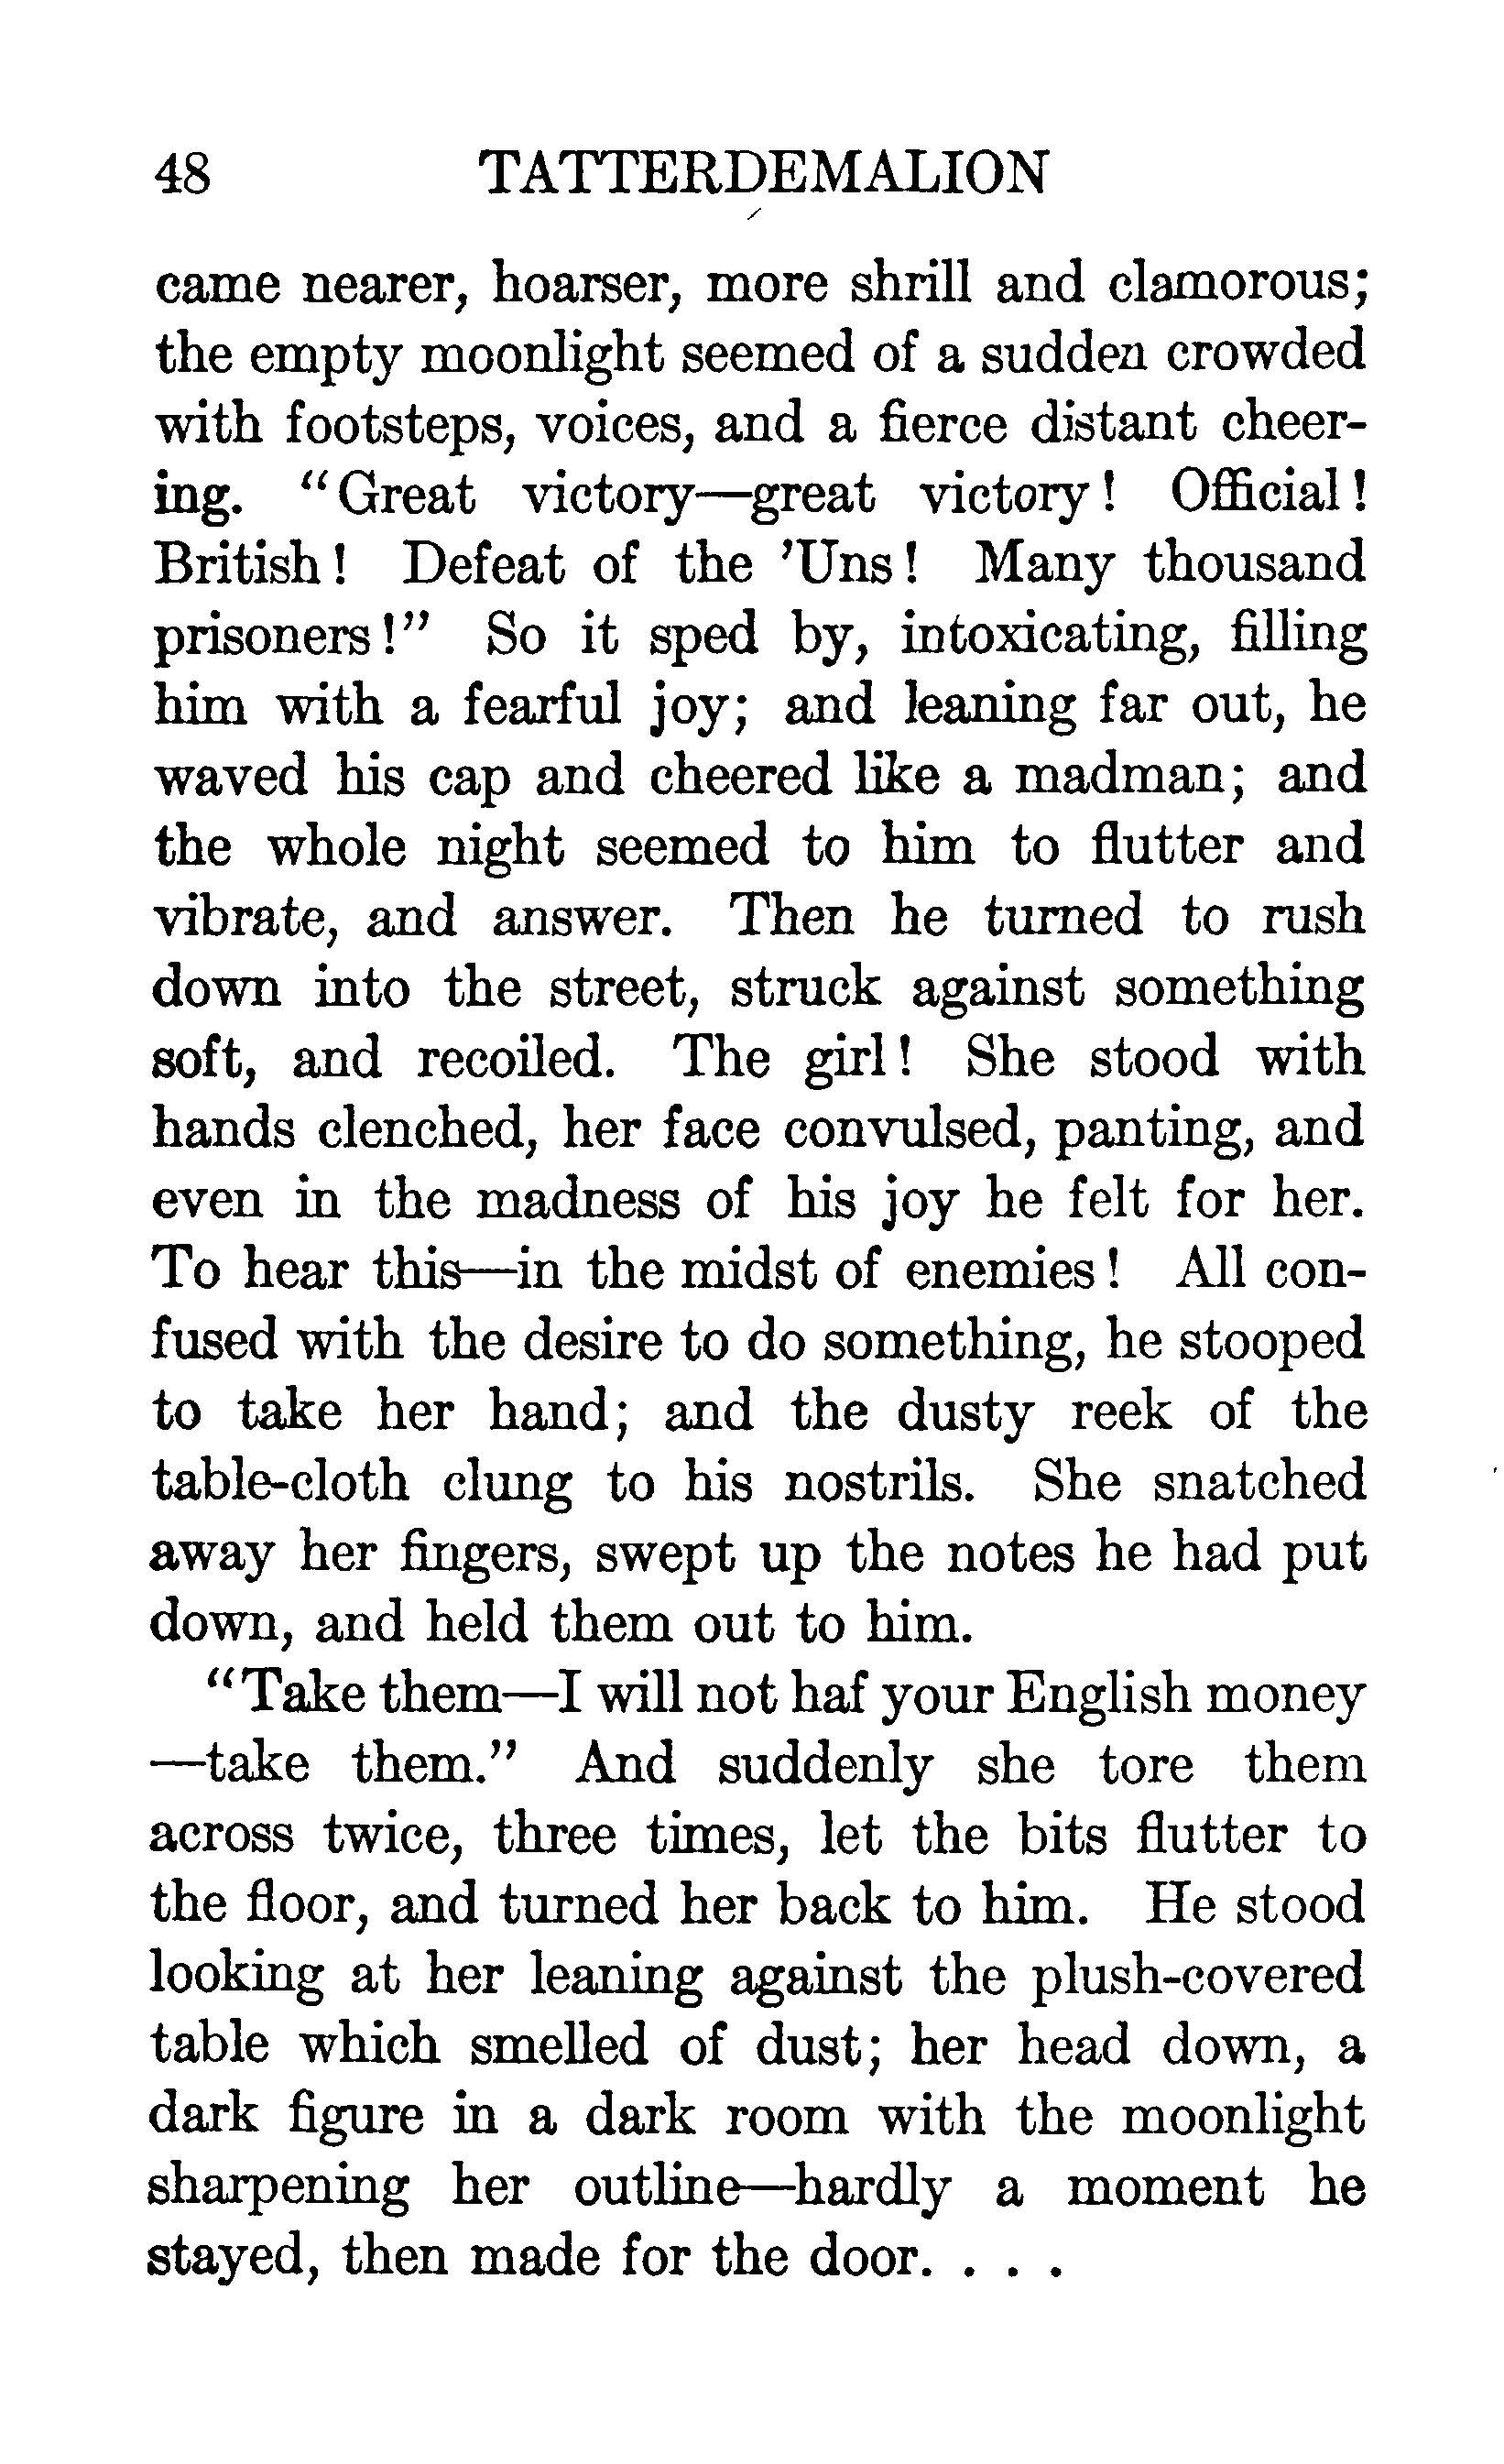 48 TATTERDEMALION
came nearer, hoarser, more shrill and clamorous;
the empty moonlight seemed of a sudden crowded
with footsteps, voices, and a fierce distant cheer-
ing. "Great victory—great victory! Official!
British! Defeat of the 'Uns! Many thousand
prisoners!" So it sped by, intoxicating, filling
him with a fearful joy; and leaning far out, he
waved his cap and cheered like a madman; and
the whole night seemed to him to flutter and
vibrate, and answer. Then he turned to rush
down into the street, struck against something
soft, and recoiled. The girl! She stood with
hands clenched, her face convulsed, panting, and
even in the madness of his joy he felt for her.
To hear this—in the midst of enemies! All con-
fused with the desire to do something, he stooped
to take her hand; and the dusty reek of the
table-cloth clung to his nostrils. She snatched
away her fingers, swept up the notes he had put
down, and held them out to him.
"Take them—I will not haf your English money
—take them." And suddenly she tore them
across twice, three times, let the bits flutter to
the floor, and turned her back to him. He stood
looking at her leaning against the plush-covered
table which smelled of dust; her head down, a
dark figure in a dark room with the moonlight
sharpening her outline—hardly a moment he
stayed, then made for the door. . . .